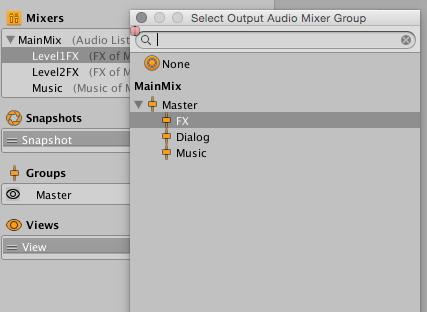 Mixers
MainMix (Audio List
Level1FX (FX of M
Level2FX (FX of M
Music (Music of M
Snapshots
Snapshot
Groups
Master
Views
View
Select Output Audio Mixer Group
None
MainMix
Master
FX
Dialog
Music